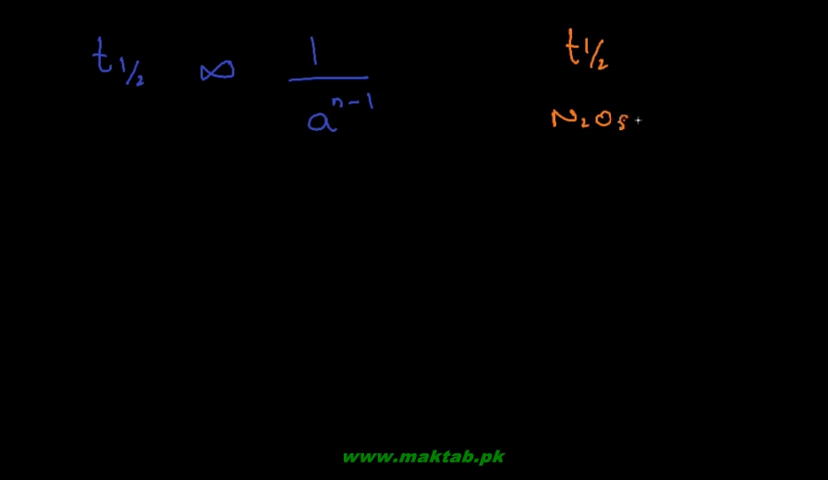 t1/2 ∞ 1/a^(n-1)
t1/2
N2O5
www.maktab.pk